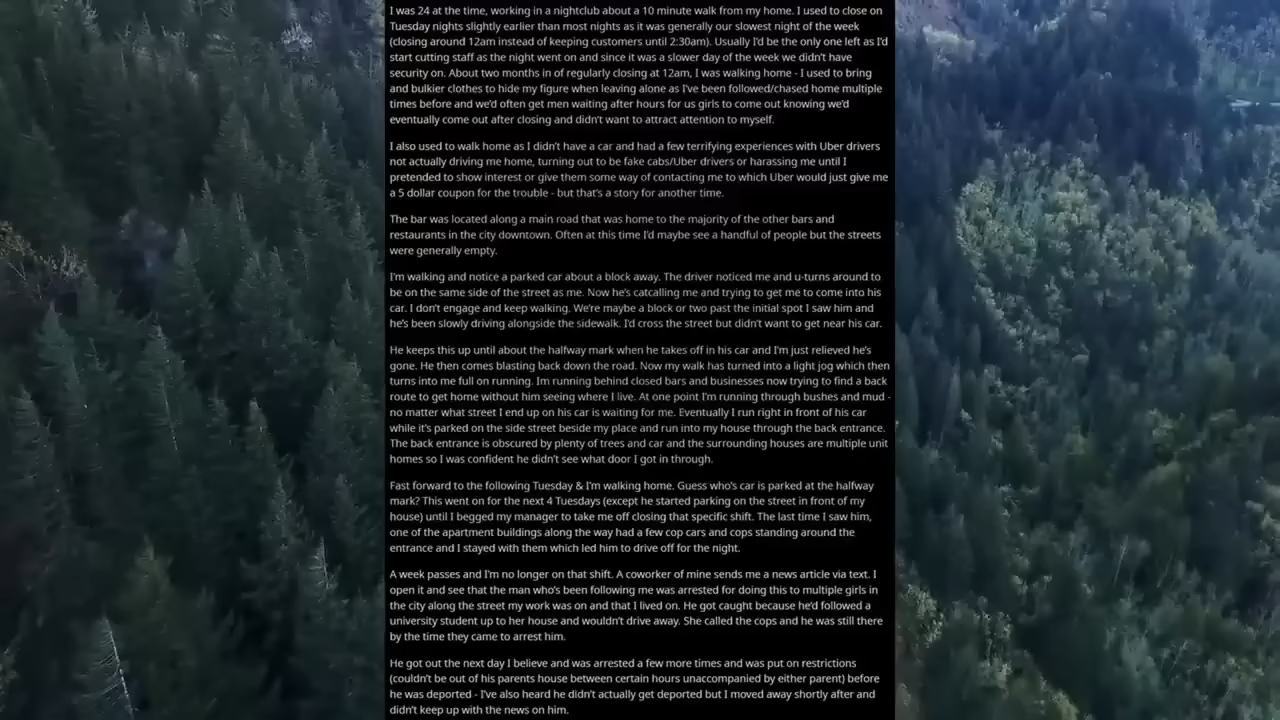 I was 24 at the time, working in a nightclub about a 10 minute walk from my home. I used to close on
Tuesday nights slightly earlier than most nights as it was generally our slowest night of the week
(closing around 12am instead of keeping customers until 2:30am). Usually I'd be the only one left as I'd
start cutting staff as the night went on and since it was a slower day of the week we didn't have
security on. About two months in of regularly closing at 12am, I was walking home - I used to bring
and bulkier clothes to hide my figure when leaving alone as I've been followed/chased home multiple
times before and we'd often get men waiting after hours for us girls to come out knowing we'd
eventually come out after closing and didn't want to attract attention to myself.
I also used to walk home as I didn't have a car and had a few terrifying experiences with Uber drivers
not actually driving me home, turning out to be fake cabs/Uber drivers or harassing me until I
pretended to show interest or give them some way of contacting me to which Uber would just give me
a 5 dollar coupon for the trouble - but that's a story for another time.
The bar was located along a main road that was home to the majority of the other bars and
restaurants in the city downtown. Often at this time I'd maybe see a handful of people but the streets
were generally empty.
I'm walking and notice a parked car about a block away. The driver noticed me and u-turns around to
be on the same side of the street as me. Now he's catcalling me and trying to get me to come into his
car. I don't engage and keep walking. We're maybe a block or two past the initial spot I saw him and
he's been slowly driving alongside the sidewalk. I'd cross the street but didn't want to get near his car.
He keeps this up until about the halfway mark when he takes off in his car and I'm just relieved he's
gone. He then comes blasting back down the road. Now my walk has turned into a light jog which then
turns into me full on running. Im running behind closed bars and businesses now trying to find a back
route to get home without him seeing where I live. At one point I'm running through bushes and mud -
no matter what street I end up on his car is waiting for me. Eventually I run right in front of his car
while it's parked on the side street beside my place and run into my house through the back entrance.
The back entrance is obscured by plenty of trees and car and the surrounding houses are multiple unit
homes so I was confident he didn't see what door I got in through.
Fast forward to the following Tuesday & I'm walking home. Guess who's car is parked at the halfway
mark? This went on for the next 4 Tuesdays (except he started parking on the street in front of my
house) until I begged my manager to take me off closing that specific shift. The last time I saw him,
one of the apartment buildings along the way had a few cop cars and cops standing around the
entrance and I stayed with them which led him to drive off for the night.
A week passes and I'm no longer on that shift. A coworker of mine sends me a news article via text. I
open it and see that the man who's been following me was arrested for doing this to multiple girls in
the city along the street my work was on and that I lived on. He got caught because he'd followed a
university student up to her house and wouldn't drive away. She called the cops and he was still there
by the time they came to arrest him.
He got out the next day I believe and was arrested a few more times and was put on restrictions
(couldn't be out of his parents house between certain hours unaccompanied by either parent) before
he was deported - I've also heard he didn't actually get deported but I moved away shortly after and
didn't keep up with the news on him.